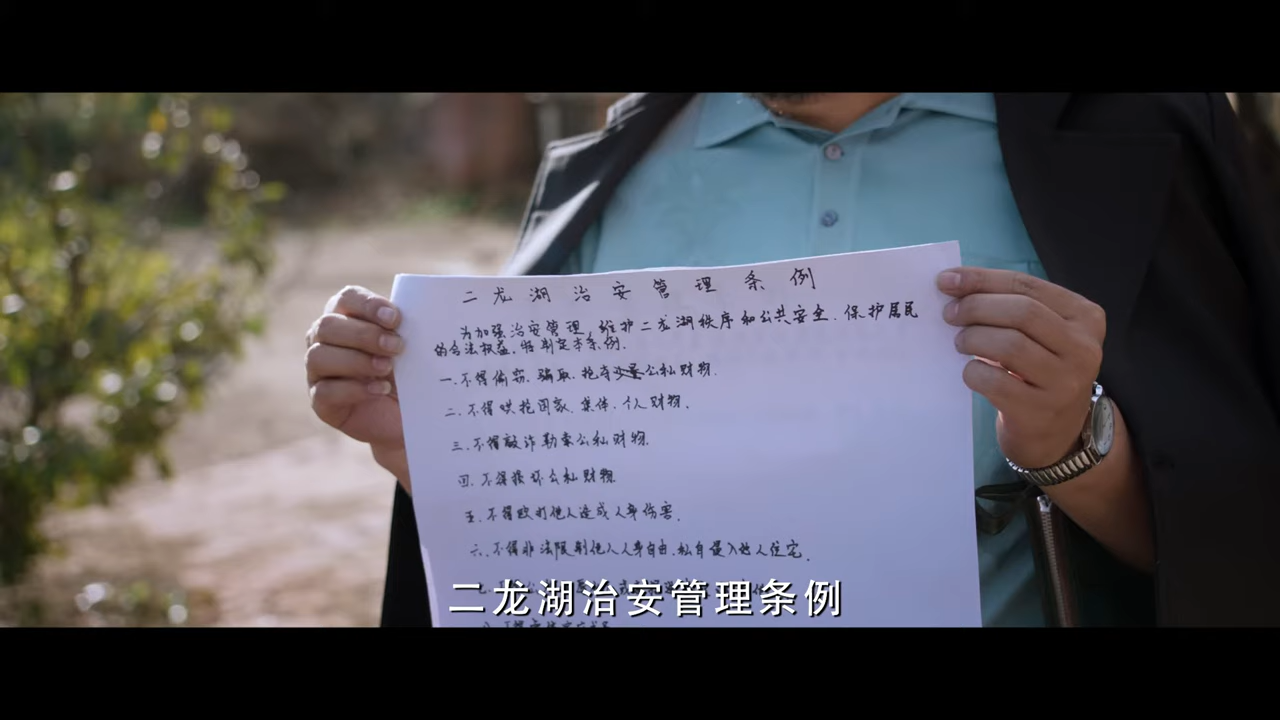 二龙湖治安管理条例
为加强治安管理，维护二龙湖秩序和公共安全，保护居民
的合法权益，特制定本条例.
一.不得偷窃、骗取、抢夺公私财物.
二.不得哄抢国家、集体、个人财物.
三.不得敲诈勒索公私财物.
四.不得损坏公私财物.
五.不得殴打他人造成人身伤害.
六.不得非法限制他人人身自由.私自侵入他人住宅.
七.
二龙湖治安管理条例